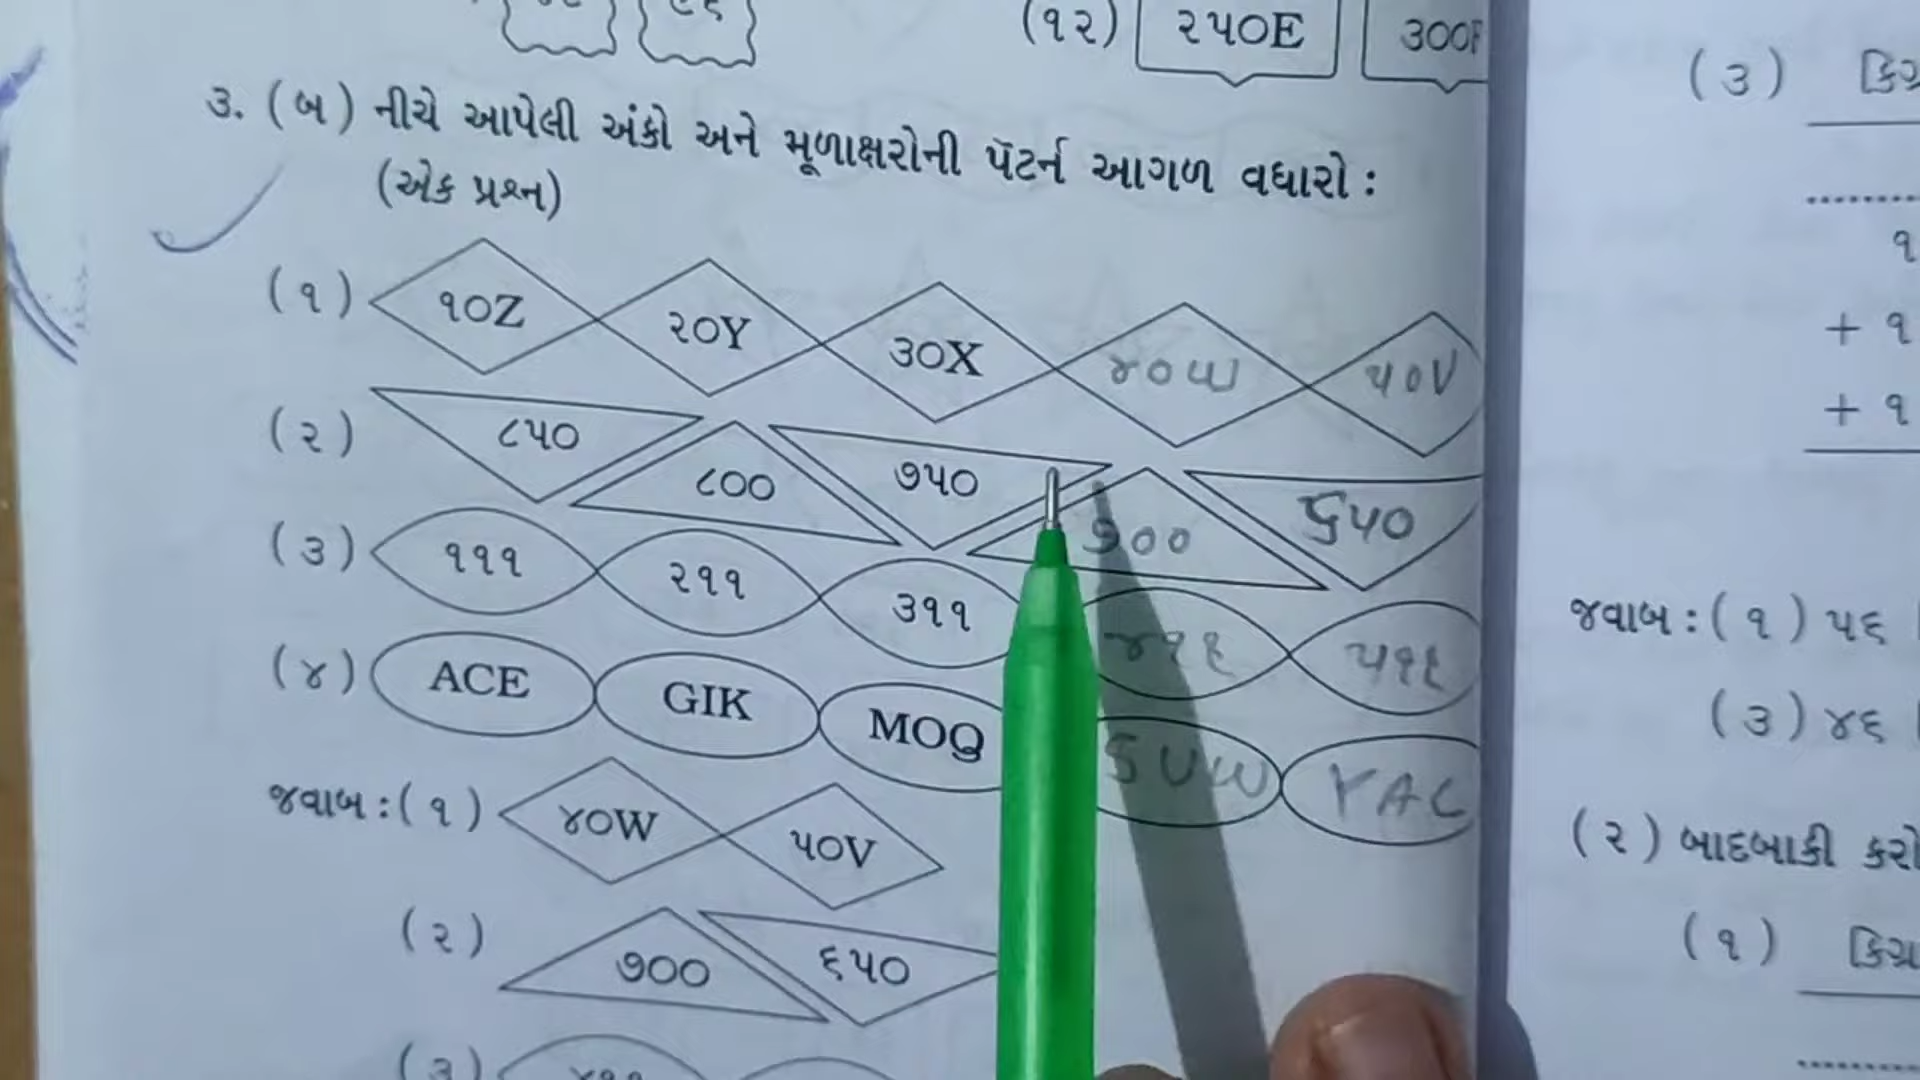 (૧૨) ૨૫૦E ૩૦૦F
૩. (બ) નીચે આપેલી અંકો અને મૂળાક્ષરોની પૅટર્ન આગળ વધારો :
(એક પ્રશ્ન)
(૧) ૧૦Z ૨૦Y ૩૦X ૪૦W ૫૦V
(૨) ૮૫૦ ૮૦૦ ૭૫૦ ૭૦૦ ૬૫૦
(૩) ૧૧૧ ૨૧૧ ૩૧૧ ૪૧૧ ૫૧૧
(૪) ACE GIK MOQ SUW YAC
જવાબ : (૧) ૪૦W ૫૦V
(૨) ૭૦૦ ૬૫૦
(૩)
(૩)
૧
+ ૧
+ ૧
જવાબ : (૧) ૫૬
(૩) ૪૬
(૨) બાદબાકી કરો
(૧) કિગ્રા